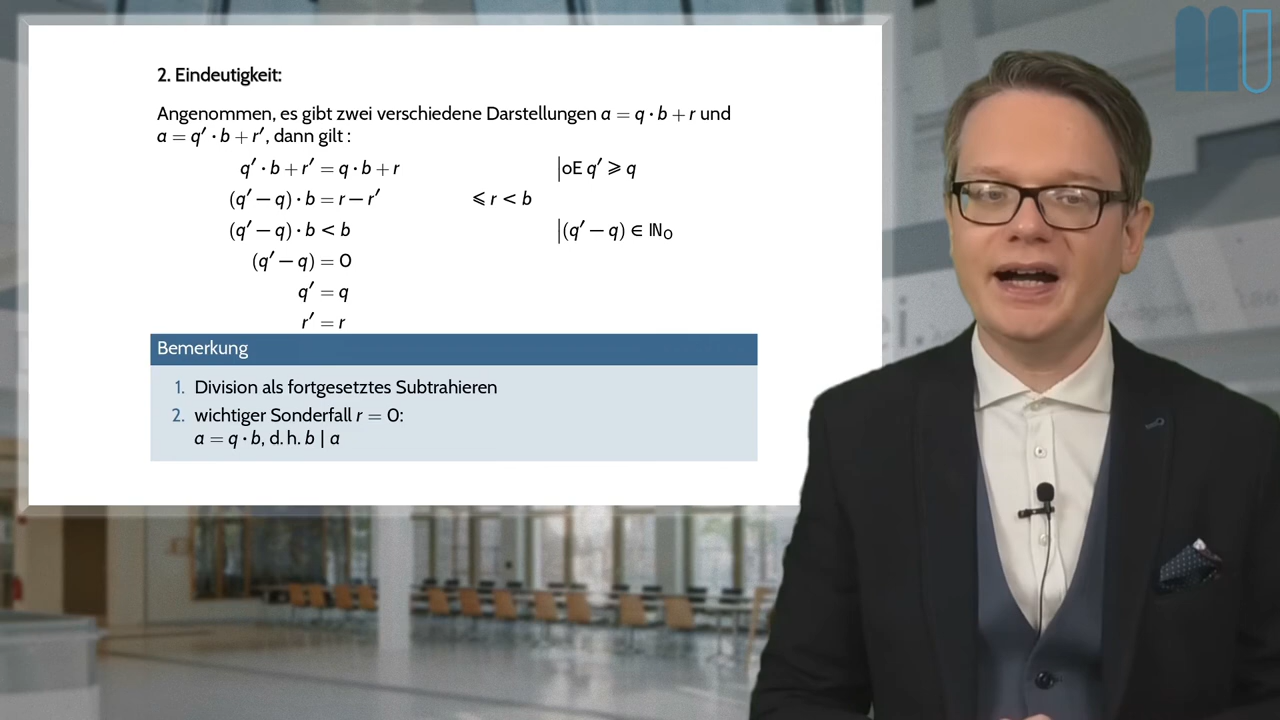 2. Eindeutigkeit:
Angenommen, es gibt zwei verschiedene Darstellungen a = q · b + r und
a = q′ · b + r′, dann gilt :
q′ · b + r′ = q · b + r |oE q′ ⩾ q
(q′ − q) · b = r − r′ ⩽ r < b
(q′ − q) · b < b |(q′ − q) ∈ ℕ₀
(q′ − q) = 0
q′ = q
r′ = r
Bemerkung
1. Division als fortgesetztes Subtrahieren
2. wichtiger Sonderfall r = 0:
a = q · b, d. h. b | a